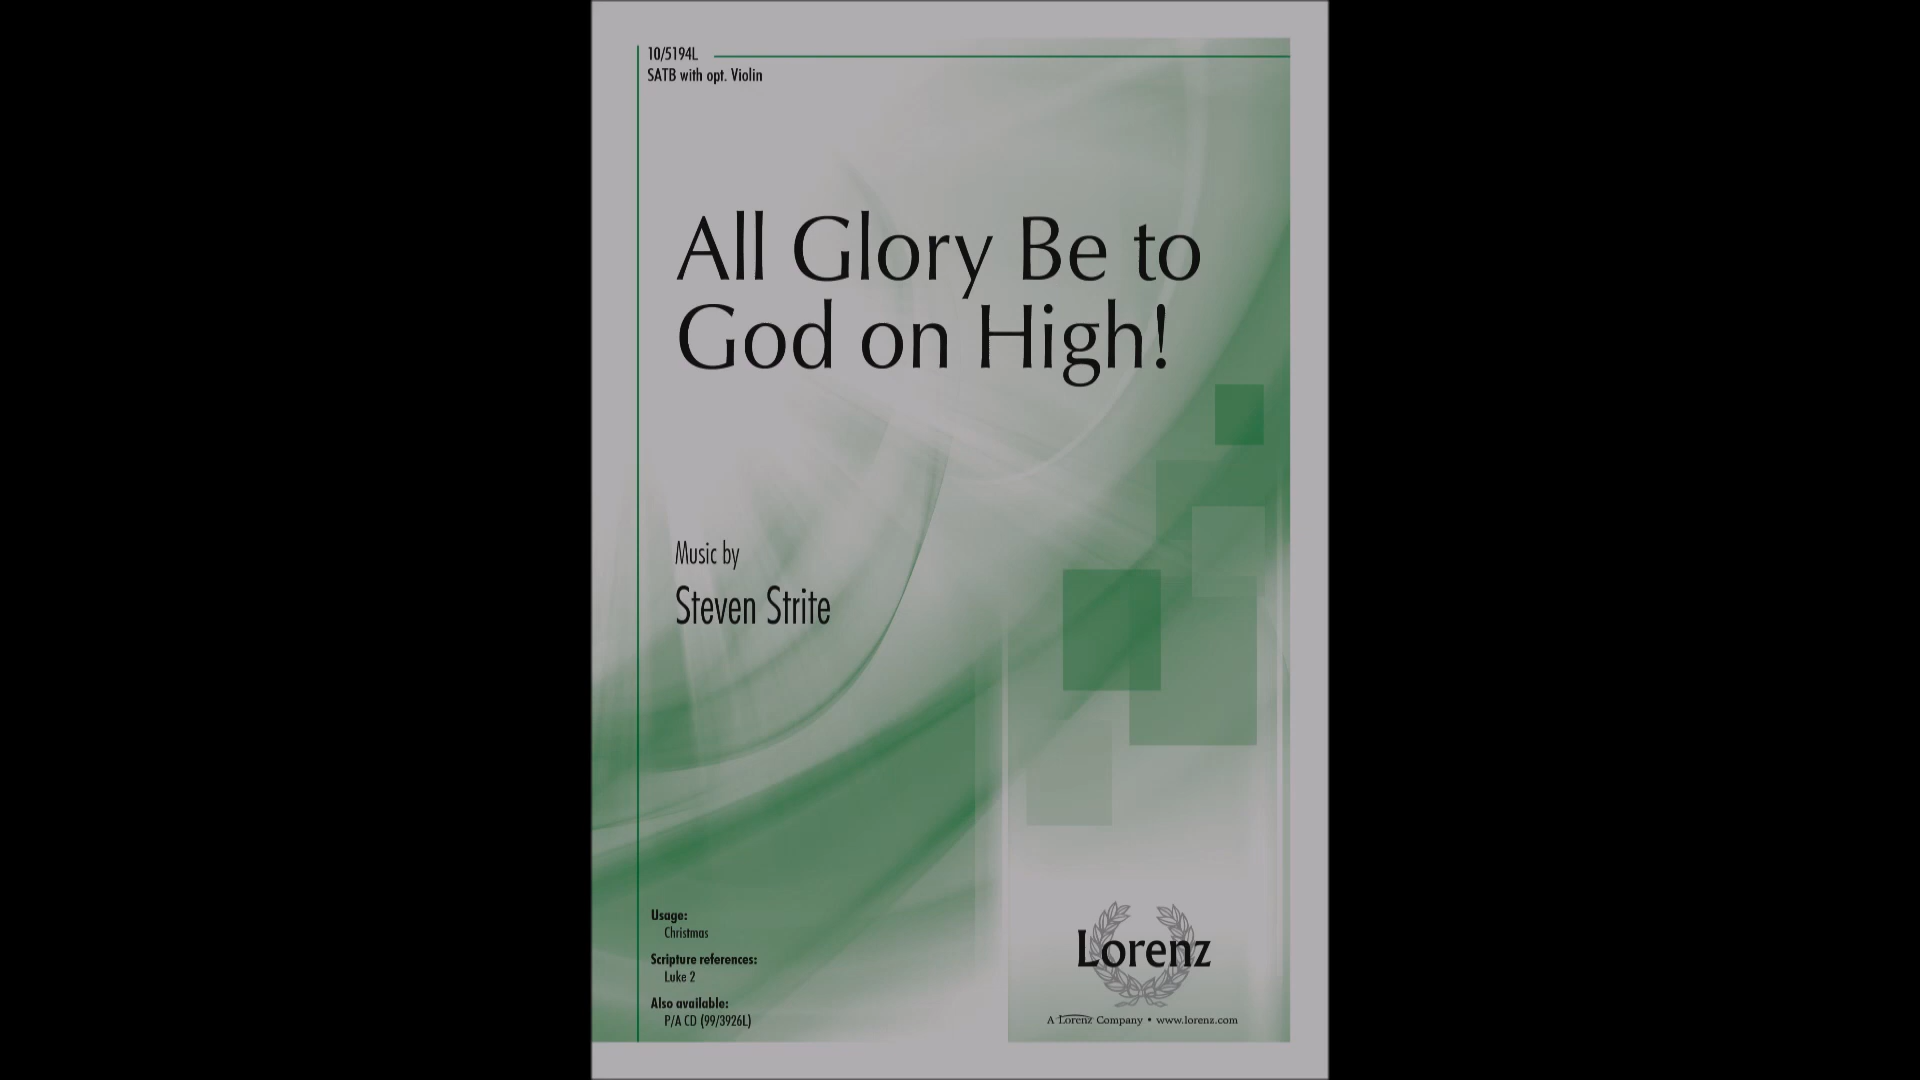 10/5194L
SATB with opt. Violin
All Glory Be to
God on High!
Music by
Steven Strite
Usage:
Christmas
Scripture references:
Luke 2
Also available:
P/A CD (99/3926L)
Lorenz
A Lorenz Company • www.lorenz.com